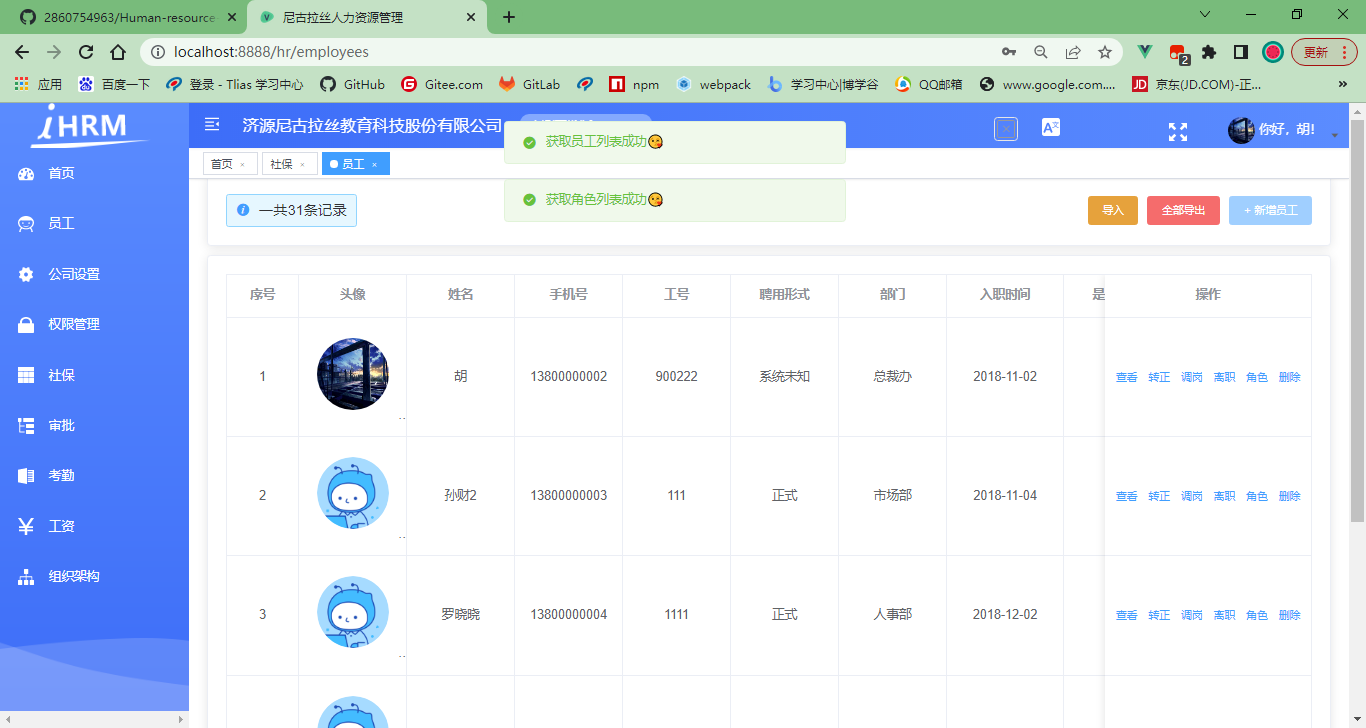 2860754963/Human-resource
尼古拉丝人力资源管理
localhost:8888/hr/employees
2
更新
应用
百度一下
登录 - Tlias 学习中心
GitHub
Gitee.com
GitLab
npm
webpack
学习中心|博学谷
QQ邮箱
www.google.com....
JD
京东(JD.COM)-正...
»
iHRM
济源尼古拉丝教育科技股份有限公司
你好，胡!
获取员工列表成功😋
获取角色列表成功😋
首页 ×
社保 ×
员工 ×
首页
员工
公司设置
权限管理
社保
审批
考勤
工资
组织架构
一共31条记录
导入
全部导出
+ 新增员工
序号 头像 姓名 手机号 工号 聘用形式 部门 入职时间 是 操作
1 胡 13800000002 900222 系统未知 总裁办 2018-11-02 查看 转正 调岗 离职 角色 删除
2 孙财2 13800000003 111 正式 市场部 2018-11-04 查看 转正 调岗 离职 角色 删除
3 罗晓晓 13800000004 1111 正式 人事部 2018-12-02 查看 转正 调岗 离职 角色 删除